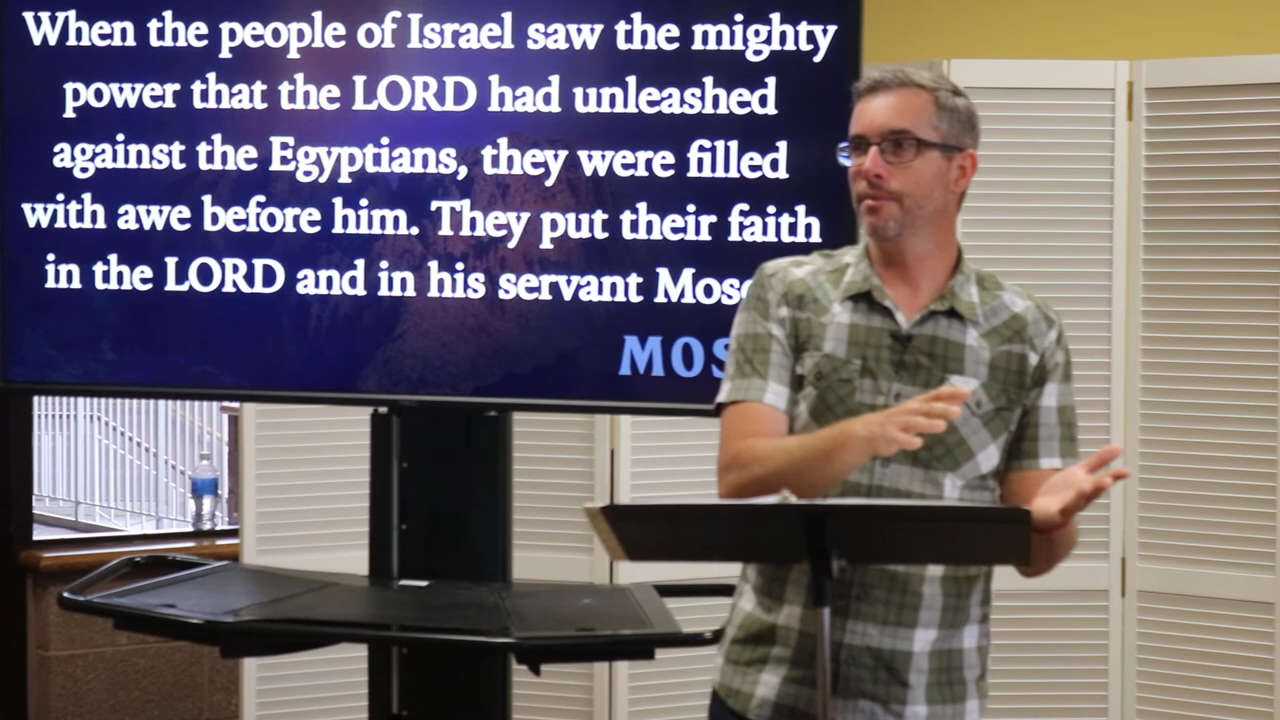 When the people of Israel saw the mighty
power that the LORD had unleashed
against the Egyptians, they were filled
with awe before him. They put their faith
in the LORD and in his servant